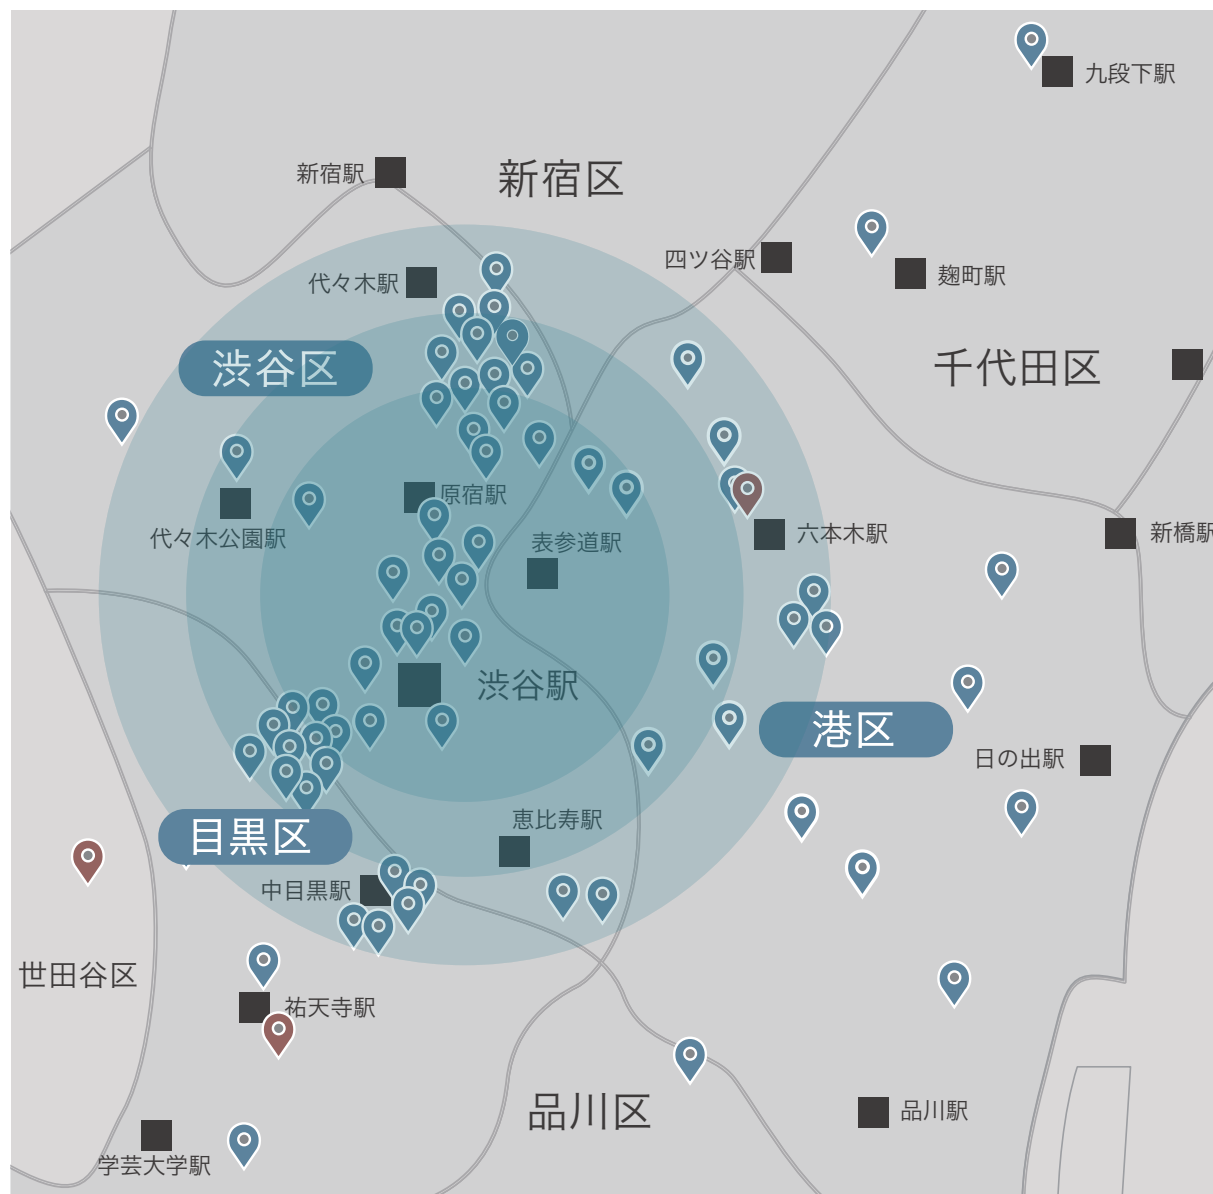 九段下駅
新宿駅
新宿区
四ツ谷駅
麹町駅
代々木駅
渋谷区
千代田区
原宿駅
代々木公園駅
表参道駅
六本木駅
新橋駅
渋谷駅
港区
日の出駅
恵比寿駅
目黒区
中目黒駅
世田谷区
祐天寺駅
品川区
品川駅
学芸大学駅